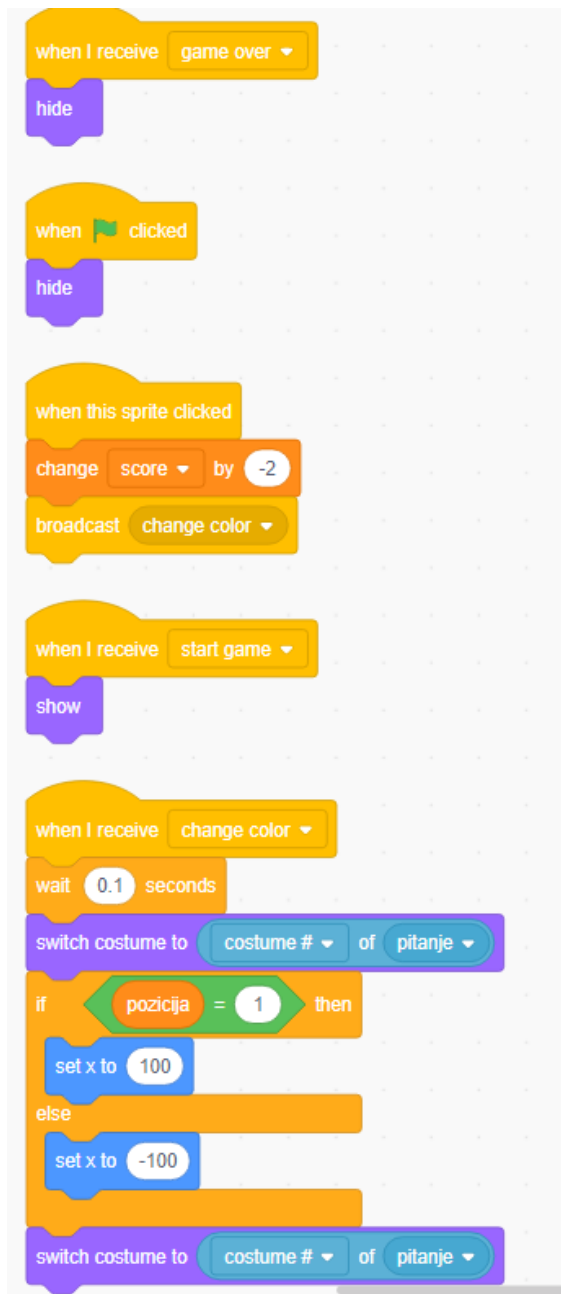 when I receive game over
hide
when clicked
hide
when this sprite clicked
change score by -2
broadcast change color
when I receive start game
show
when I receive change color
wait 0.1 seconds
switch costume to costume # of pitanje
if pozicija = 1 then
set x to 100
else
set x to -100
switch costume to costume # of pitanje